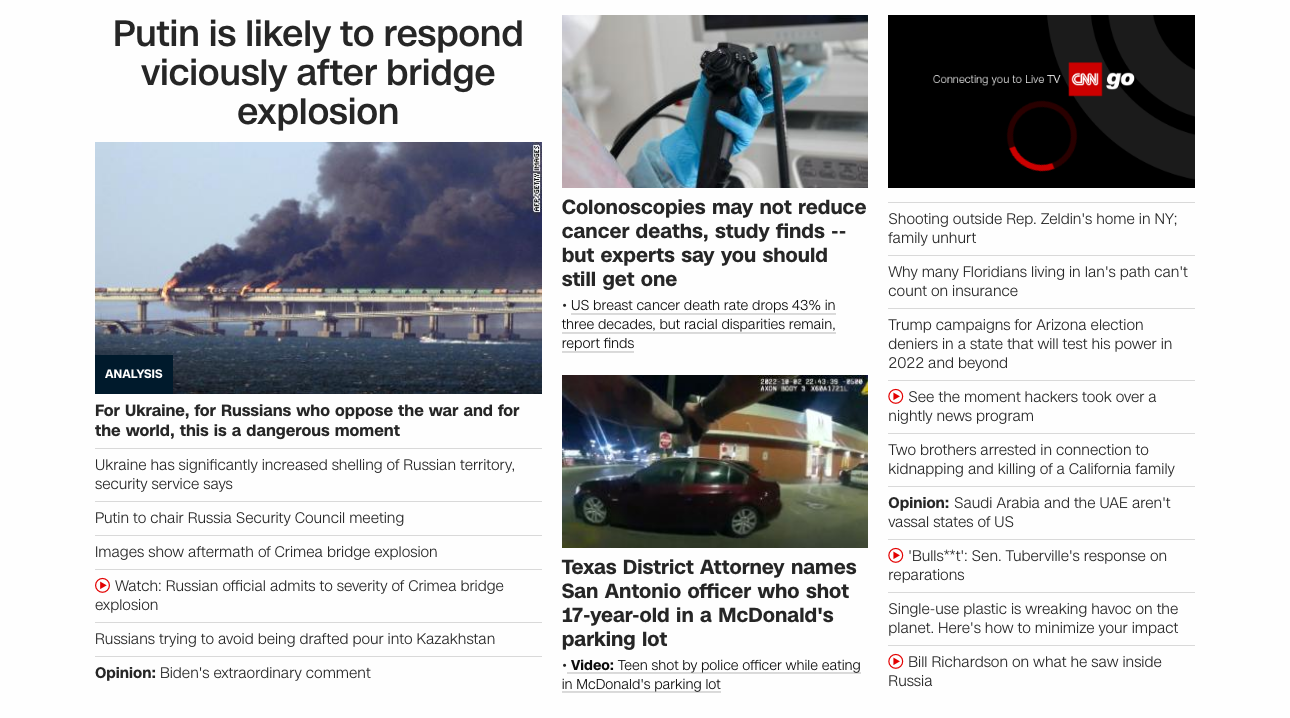 Putin is likely to respond
viciously after bridge
explosion
AFP/GETTY IMAGES
ANALYSIS
For Ukraine, for Russians who oppose the war and for
the world, this is a dangerous moment
Ukraine has significantly increased shelling of Russian territory,
security service says
Putin to chair Russia Security Council meeting
Images show aftermath of Crimea bridge explosion
Watch: Russian official admits to severity of Crimea bridge
explosion
Russians trying to avoid being drafted pour into Kazakhstan
Opinion: Biden's extraordinary comment
Colonoscopies may not reduce
cancer deaths, study finds --
but experts say you should
still get one
• US breast cancer death rate drops 43% in
three decades, but racial disparities remain,
report finds
2022-10-02 22:43:39 -0500
AXON BODY 3 X60A1721L
Texas District Attorney names
San Antonio officer who shot
17-year-old in a McDonald's
parking lot
• Video: Teen shot by police officer while eating
in McDonald's parking lot
Connecting you to Live TV CNN go
Shooting outside Rep. Zeldin's home in NY;
family unhurt
Why many Floridians living in Ian's path can't
count on insurance
Trump campaigns for Arizona election
deniers in a state that will test his power in
2022 and beyond
See the moment hackers took over a
nightly news program
Two brothers arrested in connection to
kidnapping and killing of a California family
Opinion: Saudi Arabia and the UAE aren't
vassal states of US
'Bulls**t': Sen. Tuberville's response on
reparations
Single-use plastic is wreaking havoc on the
planet. Here's how to minimize your impact
Bill Richardson on what he saw inside
Russia